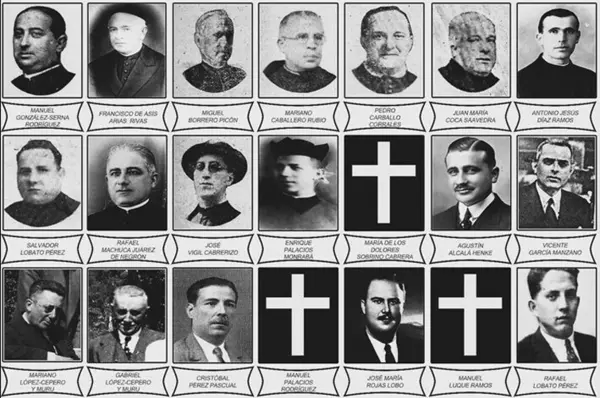 MANUEL
GONZÁLEZ-SERNA
RODRÍGUEZ
FRANCISCO DE ASIS
ARIAS RIVAS
MIGUEL
BORRERO PICÓN
MARIANO
CABALLERO RUBIO
PEDRO
CARBALLO
CORRALES
JUAN MARÍA
COCA SAAVEDRA
ANTONIO JESÚS
DÍAZ RAMOS
SALVADOR
LOBATO PÉREZ
RAFAEL
MACHUCA JUÁREZ
DE NEGRÓN
JOSÉ
VIGIL CABRERIZO
ENRIQUE
PALACIOS
MONRABÁ
MARÍA DE LOS
DOLORES
SOBRINO CABRERA
AGUSTÍN
ALCALÁ HENKE
VICENTE
GARCÍA MANZANO
MARIANO
LÓPEZ-CEPERO
Y MURU
GABRIEL
LÓPEZ-CEPERO
Y MURU
CRISTÓBAL
PÉREZ PASCUAL
MANUEL
PALACIOS
RODRÍGUEZ
JOSÉ MARÍA
ROJAS LOBO
MANUEL
LUQUE RAMOS
RAFAEL
LOBATO PÉREZ